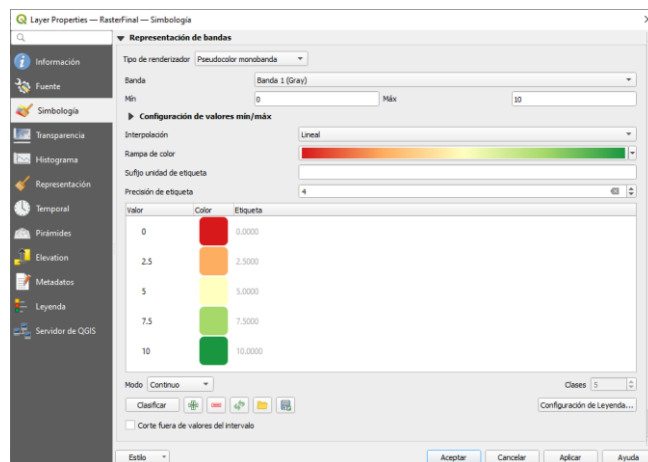 Layer Properties — RasterFinal — Simbología
Información
Fuente
Simbología
Transparencia
Histograma
Representación
Temporal
Pirámides
Elevation
Metadatos
Leyenda
Servidor de QGIS
Representación de bandas
Tipo de renderizador Pseudocolor monobanda
Banda Banda 1 (Gray)
Mín 0 Máx 10
Configuración de valores mín/máx
Interpolación Lineal
Rampa de color
Sufijo unidad de etiqueta
Precisión de etiqueta 4
Valor Color Etiqueta
0 0.0000
2.5 2.5000
5 5.0000
7.5 7.5000
10 10.0000
Modo Continuo Clases 5
Clasificar Configuración de Leyenda...
Corte fuera de valores del intervalo
Estilo Aceptar Cancelar Aplicar Ayuda